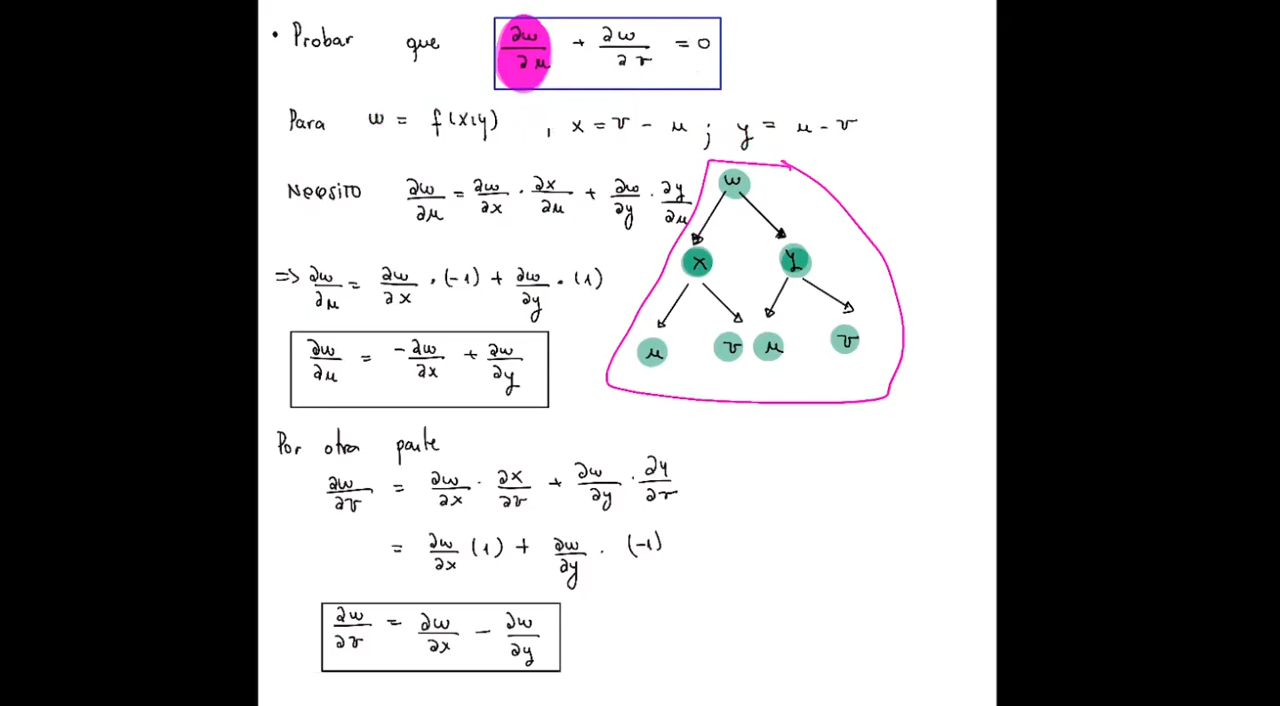 • Probar que ∂w/∂u + ∂w/∂v = 0
Para w = f(x,y) , x = v - u ; y = u - v
Necesito ∂w/∂u = ∂w/∂x · ∂x/∂u + ∂w/∂y · ∂y/∂u
w
=> ∂w/∂u = ∂w/∂x · (-1) + ∂w/∂y · (1)
x y
∂w/∂u = -∂w/∂x + ∂w/∂y
u v u v
Por otra parte
∂w/∂v = ∂w/∂x · ∂x/∂v + ∂w/∂y · ∂y/∂v
= ∂w/∂x (1) + ∂w/∂y · (-1)
∂w/∂v = ∂w/∂x - ∂w/∂y